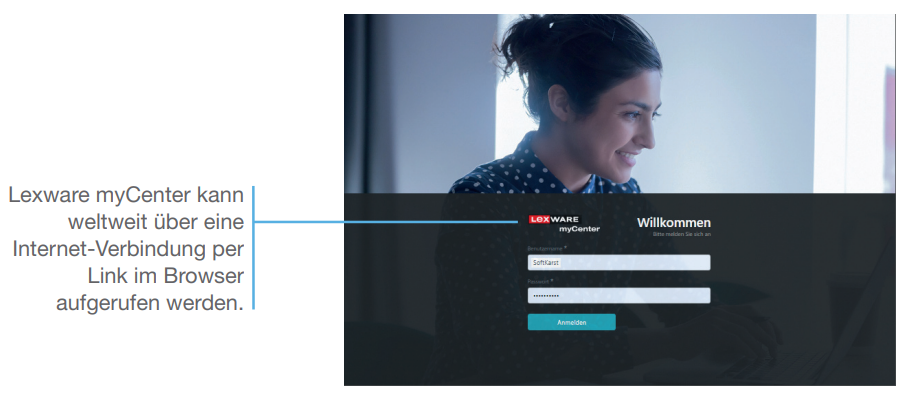 Lexware myCenter kann
weltweit über eine
Internet-Verbindung per
Link im Browser
aufgerufen werden.
LEXWARE
myCenter
Willkommen
Bitte melden Sie sich an
Benutzername *
SoftKarst
Passwort *
••••••••••
Anmelden